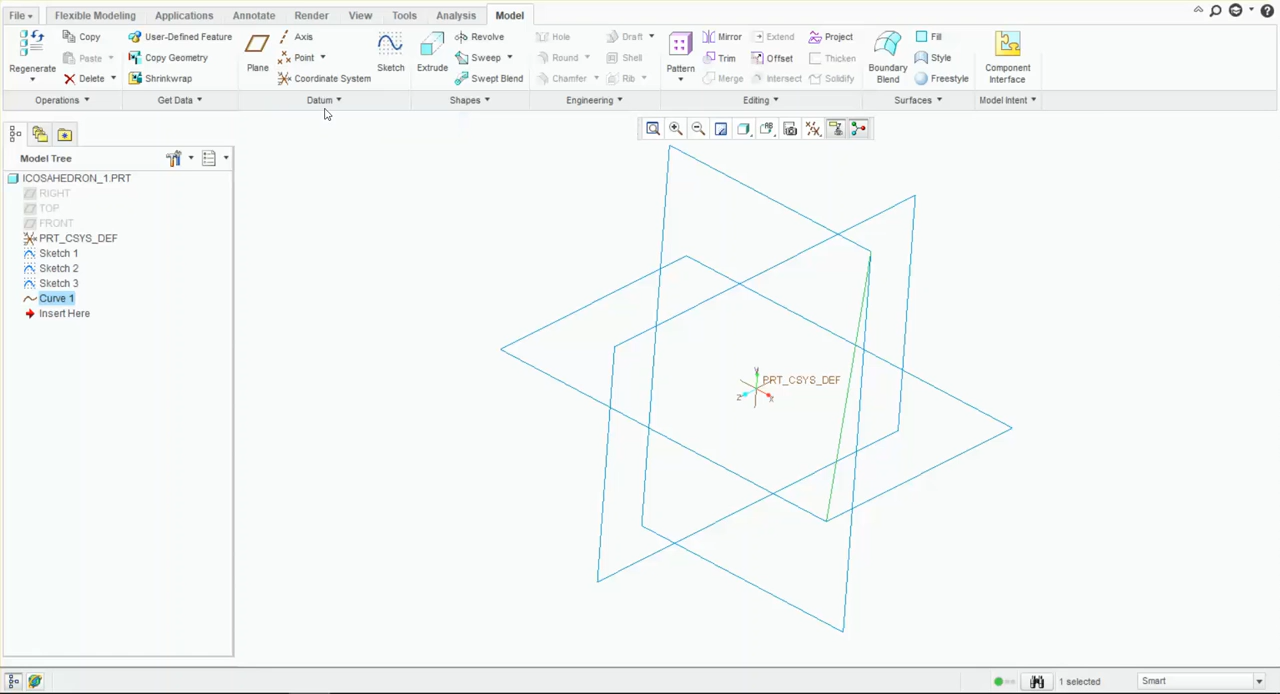 File Flexible Modeling Applications Annotate Render View Tools Analysis Model
Copy User-Defined Feature Axis Revolve Hole Draft Mirror Extend Project Fill
Paste Copy Geometry Point Sweep Round Shell Trim Offset Thicken Style
Regenerate Plane Sketch Extrude Pattern Boundary Blend Component Interface
Delete Shrinkwrap Coordinate System Swept Blend Chamfer Rib Merge Intersect Solidify Freestyle
Operations Get Data Datum Shapes Engineering Editing Surfaces Model Intent
Model Tree
ICOSAHEDRON_1.PRT
RIGHT
TOP
FRONT
PRT_CSYS_DEF
Sketch 1
Sketch 2
Sketch 3
Curve 1
Insert Here
Y
PRT_CSYS_DEF
Z X
1 selected Smart